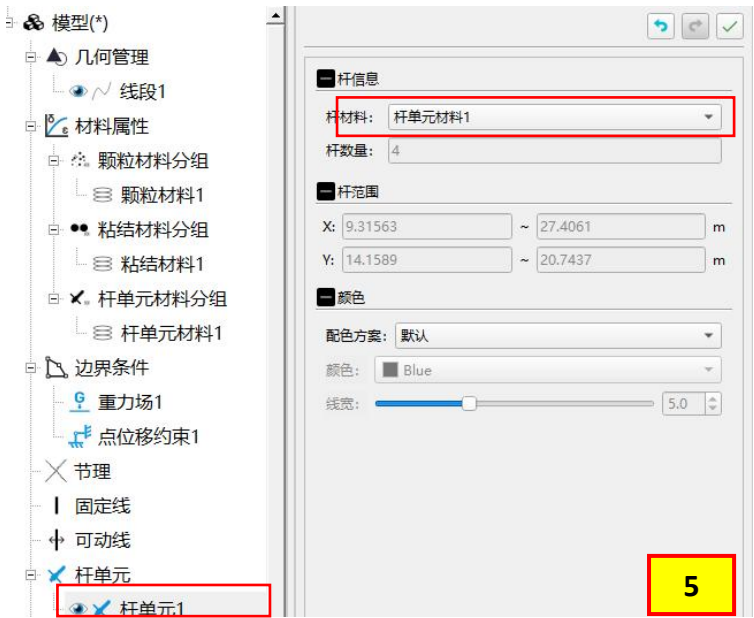 模型(*)
几何管理
线段1
材料属性
颗粒材料分组
颗粒材料1
粘结材料分组
粘结材料1
杆单元材料分组
杆单元材料1
边界条件
G 重力场1
点位移约束1
节理
固定线
可动线
杆单元
杆单元1
杆信息
杆材料: 杆单元材料1
杆数量: 4
杆范围
X: 9.31563 ~ 27.4061 m
Y: 14.1589 ~ 20.7437 m
颜色
配色方案: 默认
颜色: Blue
线宽: 5.0
5